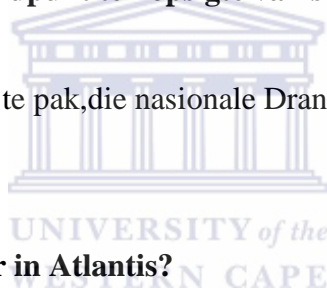 te pak,die nasionale Dran
UNIVERSITY of the
r in Atlantis?
WESTERN CAPE